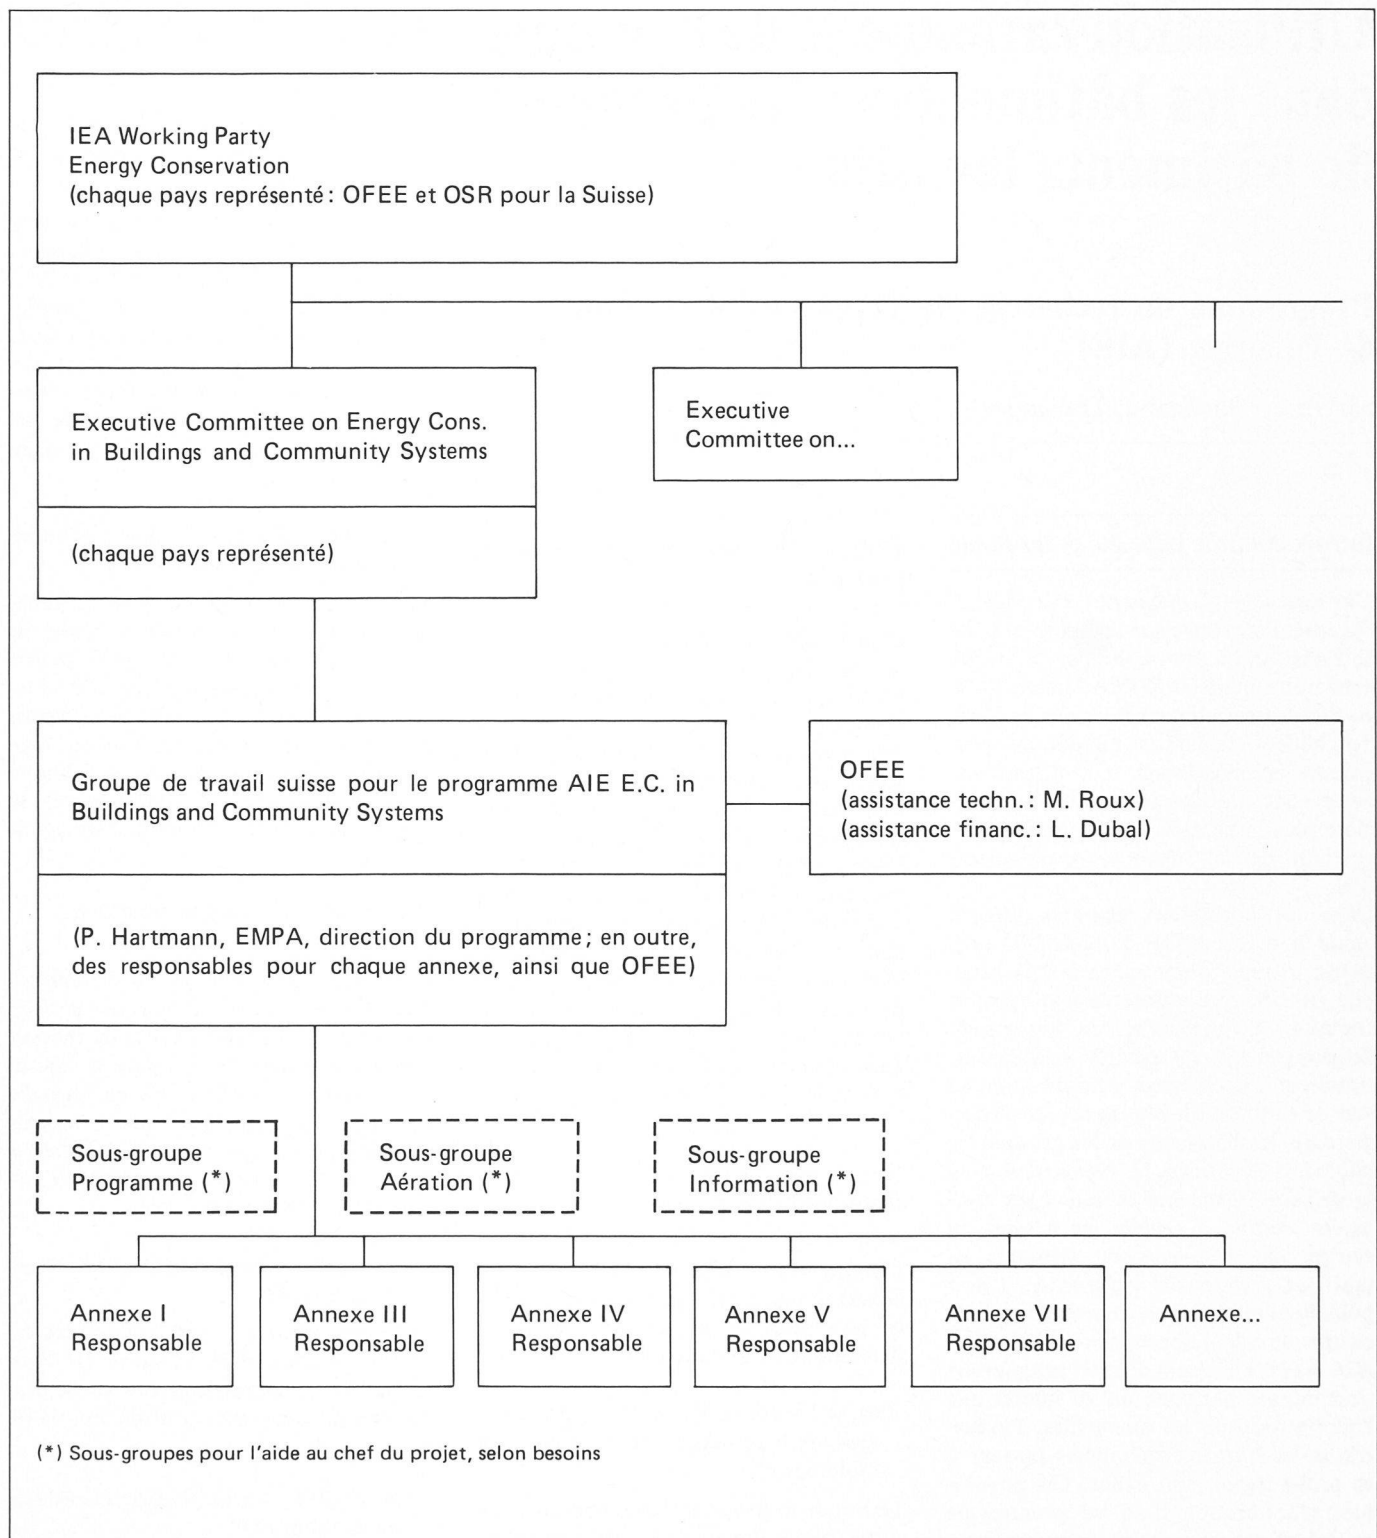 IEA Working Party
Energy Conservation
(chaque pays représenté: OFEE et OSR pour la Suisse)
Executive Committee on Energy Cons.
in Buildings and Community Systems
(chaque pays représenté)
Executive
Committee on...
Groupe de travail suisse pour le programme AIE E.C. in
Buildings and Community Systems
(P. Hartmann, EMPA, direction du programme; en outre,
des responsables pour chaque annexe, ainsi que OFEE)
OFEE
(assistance techn.: M. Roux)
(assistance financ.: L. Dubal)
Sous-groupe
Programme (*)
Sous-groupe
Aération (*)
Sous-groupe
Information (*)
Annexe I
Responsable
Annexe III
Responsable
Annexe IV
Responsable
Annexe V
Responsable
Annexe VII
Responsable
Annexe...
(*) Sous-groupes pour l'aide au chef du projet, selon besoins